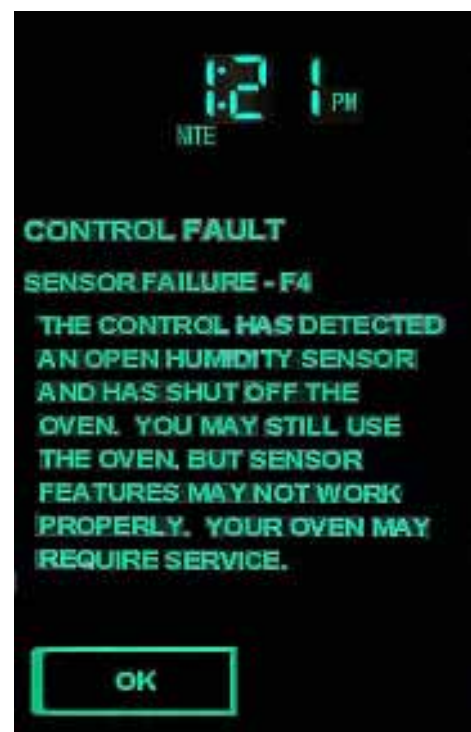 1:21 PM
NITE
CONTROL FAULT
SENSOR FAILURE - F4
THE CONTROL HAS DETECTED
AN OPEN HUMIDITY SENSOR
AND HAS SHUT OFF THE
OVEN. YOU MAY STILL USE
THE OVEN, BUT SENSOR
FEATURES MAY NOT WORK
PROPERLY. YOUR OVEN MAY
REQUIRE SERVICE.
OK